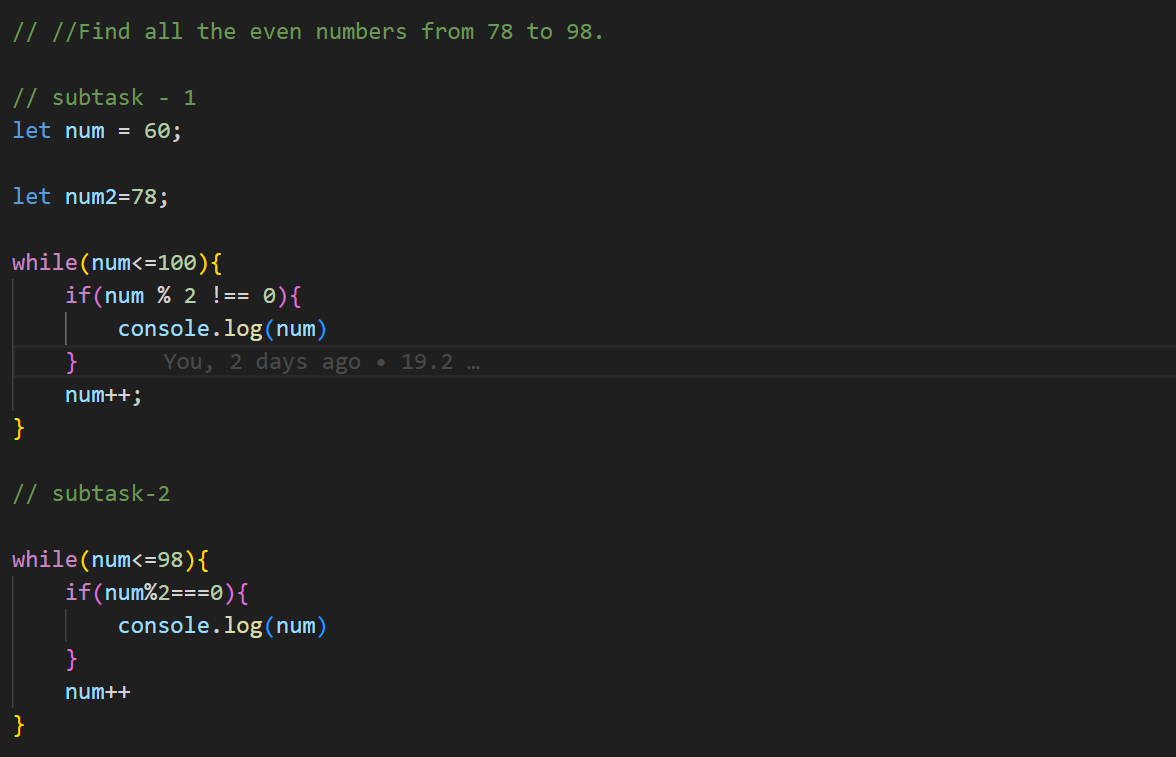 // //Find all the even numbers from 78 to 98.
// subtask - 1
let num = 60;
let num2=78;
while(num<=100){
    if(num % 2 !== 0){
        console.log(num)
    }       You, 2 days ago • 19.2 …
    num++;
}
// subtask-2
while(num<=98){
    if(num%2===0){
        console.log(num)
    }
    num++
}